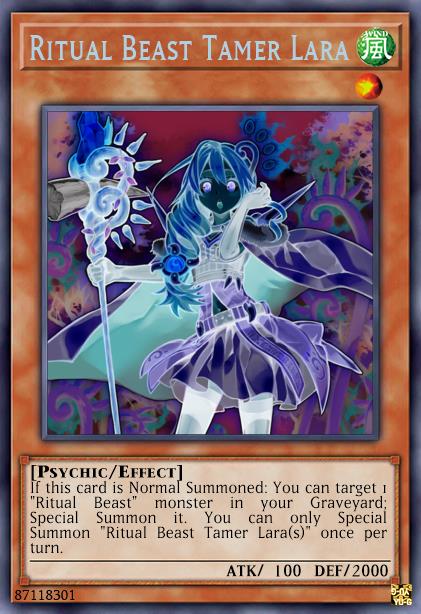 RITUAL BEAST TAMER LARA
WIND
風
[PSYCHIC/EFFECT]
If this card is Normal Summoned: You can target 1
"Ritual Beast" monster in your Graveyard;
Special Summon it. You can only Special
Summon "Ritual Beast Tamer Lara(s)" once per
turn.
ATK/ 100 DEF/2000
87118301